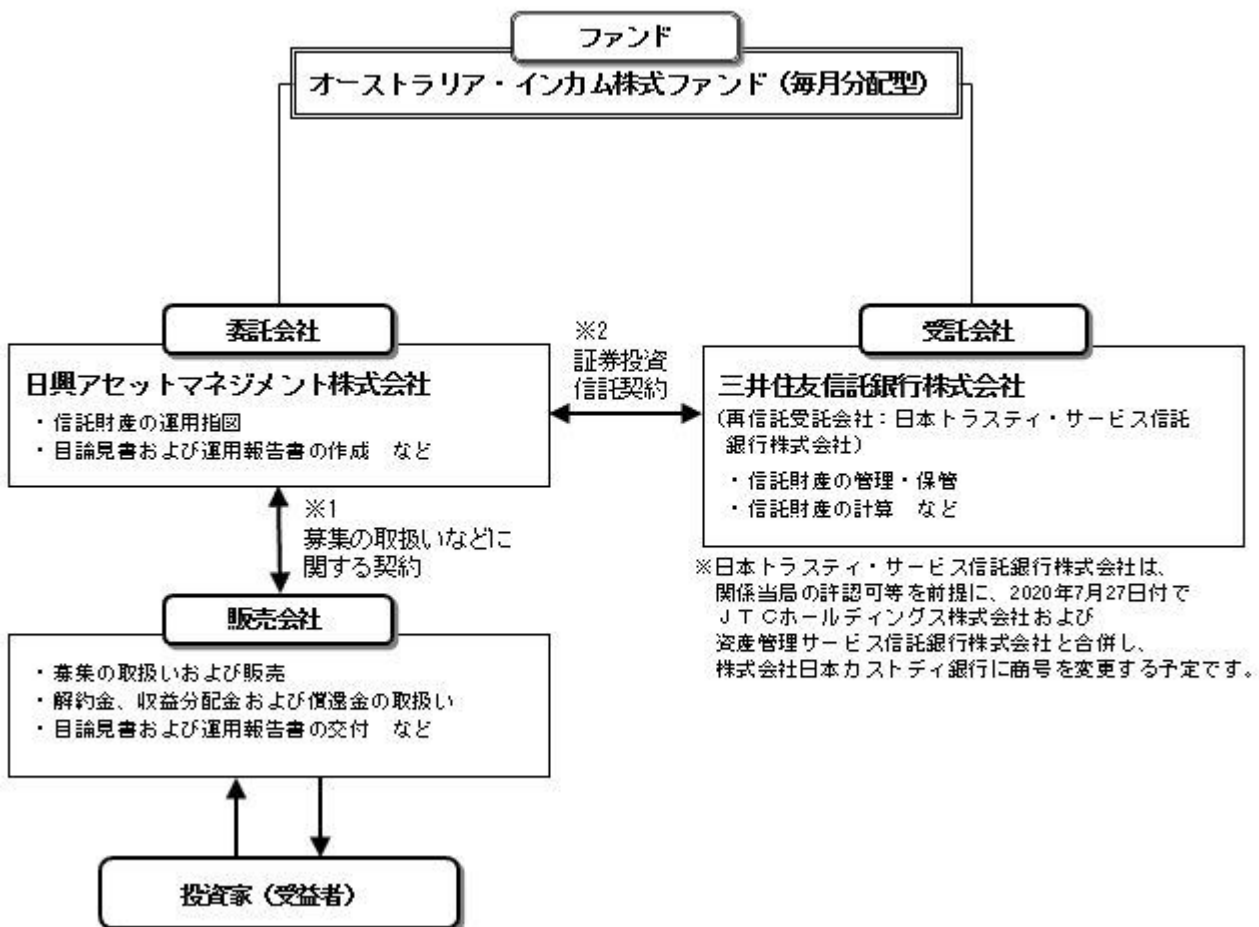 ファンド
オーストラリア・インカム株式ファンド（毎月分配型）
委託会社
日興アセットマネジメント株式会社
・信託財産の運用指図
・目論見書および運用報告書の作成　など
※2
証券投資
信託契約
受託会社
三井住友信託銀行株式会社
（再信託受託会社：日本トラスティ・サービス信託
銀行株式会社）
・信託財産の管理・保管
・信託財産の計算　など
※1
募集の取扱いなどに
関する契約
※日本トラスティ・サービス信託銀行株式会社は、
関係当局の許認可等を前提に、2020年7月27日付で
ＪＴＣホールディングス株式会社および
資産管理サービス信託銀行株式会社と合併し、
株式会社日本カストディ銀行に商号を変更する予定です。
販売会社
・募集の取扱いおよび販売
・解約金、収益分配金および償還金の取扱い
・目論見書および運用報告書の交付　など
投資家（受益者）